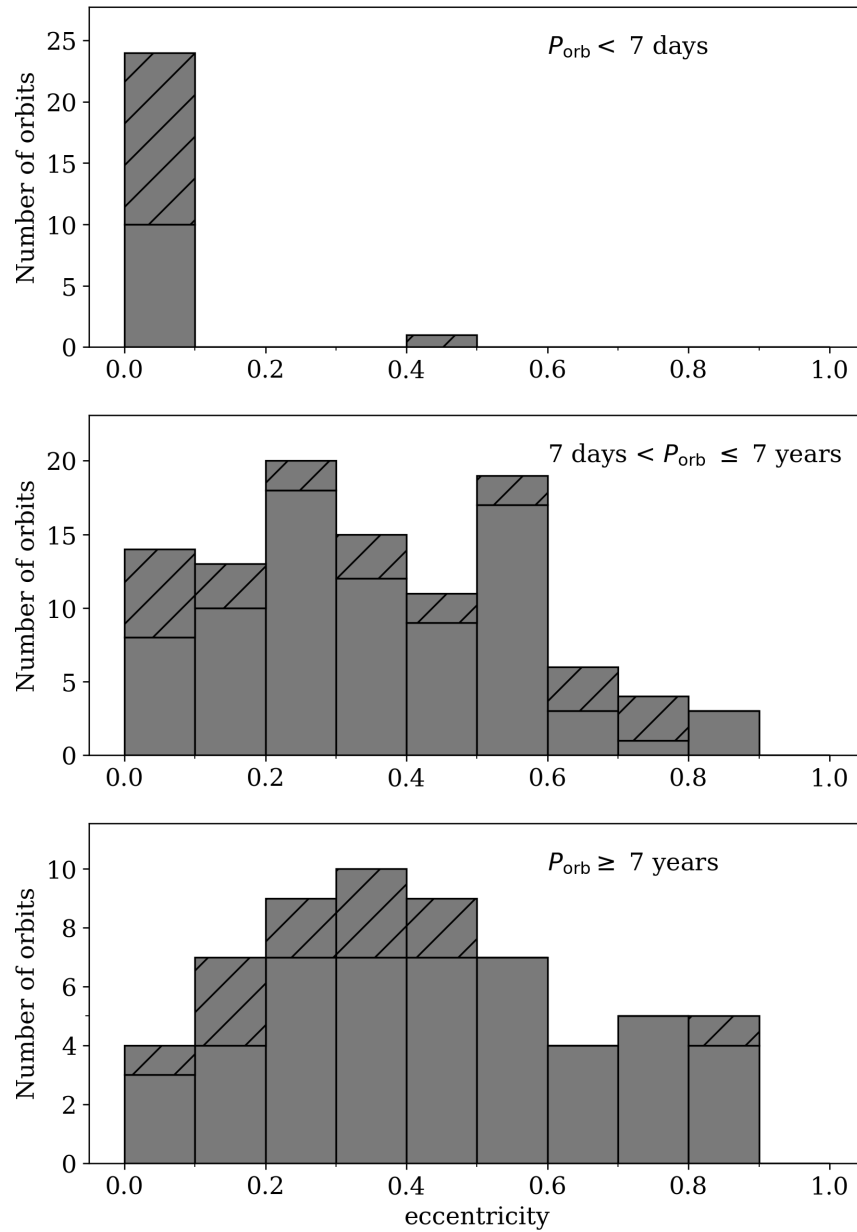 P_orb < 7 days
Number of orbits
25
20
15
10
5
0
0.0 0.2 0.4 0.6 0.8 1.0
7 days < P_orb ≤ 7 years
Number of orbits
20
15
10
5
0
0.0 0.2 0.4 0.6 0.8 1.0
P_orb ≥ 7 years
Number of orbits
10
8
6
4
2
0
0.0 0.2 0.4 0.6 0.8 1.0
eccentricity